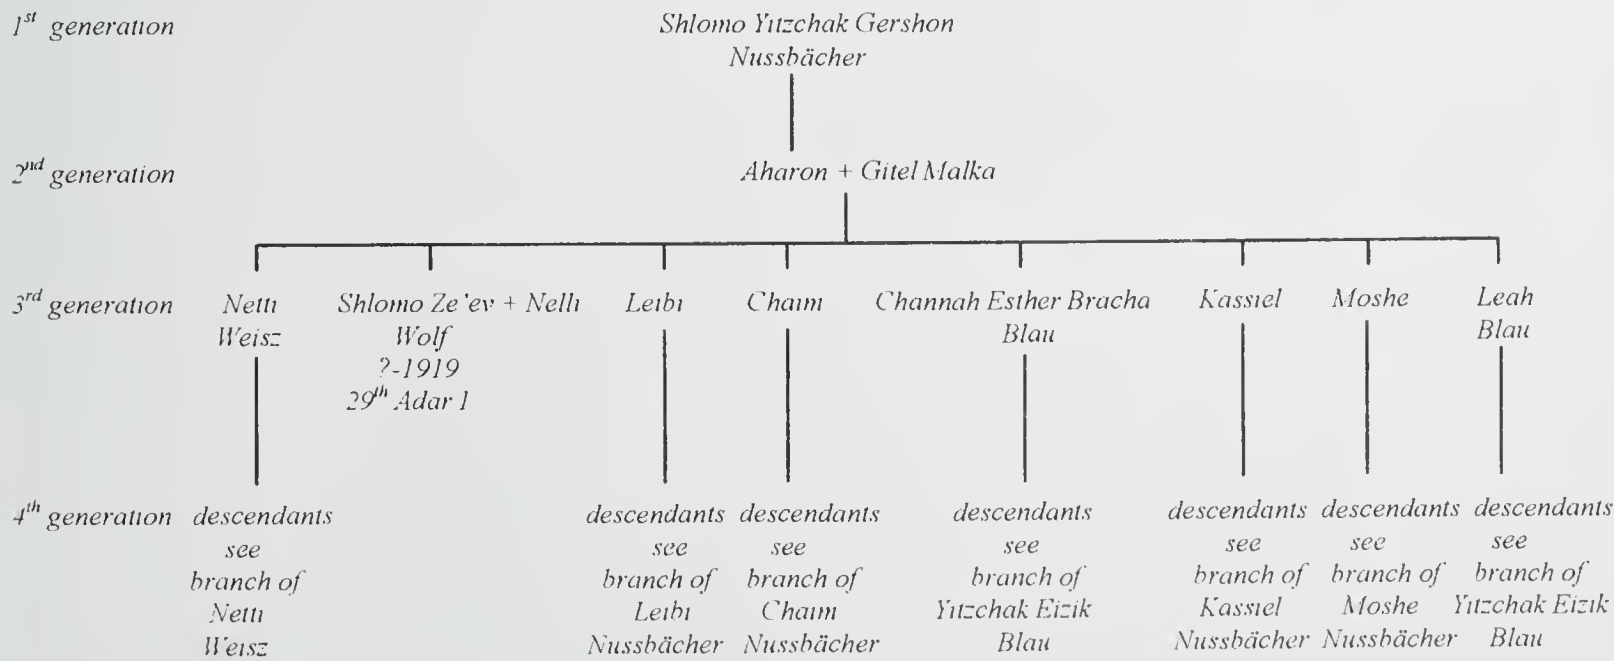 1st generation
Shlomo Yitzchak Gershon
Nussbächer
2nd generation
Aharon + Gitel Malka
3rd generation
Netti
Weisz
Shlomo Ze'ev + Nelli
Wolf
?-1919
29th Adar 1
Leibi
Chaim
Channah Esther Bracha
Blau
Kassiel
Moshe
Leah
Blau
4th generation
descendants
see
branch of
Netti
Weisz
descendants
see
branch of
Leibi
Nussbächer
descendants
see
branch of
Chaim
Nussbächer
descendants
see
branch of
Yitzchak Eizik
Blau
descendants
see
branch of
Kassiel
Nussbächer
descendants
see
branch of
Moshe
Nussbächer
descendants
see
branch of
Yitzchak Eizik
Blau